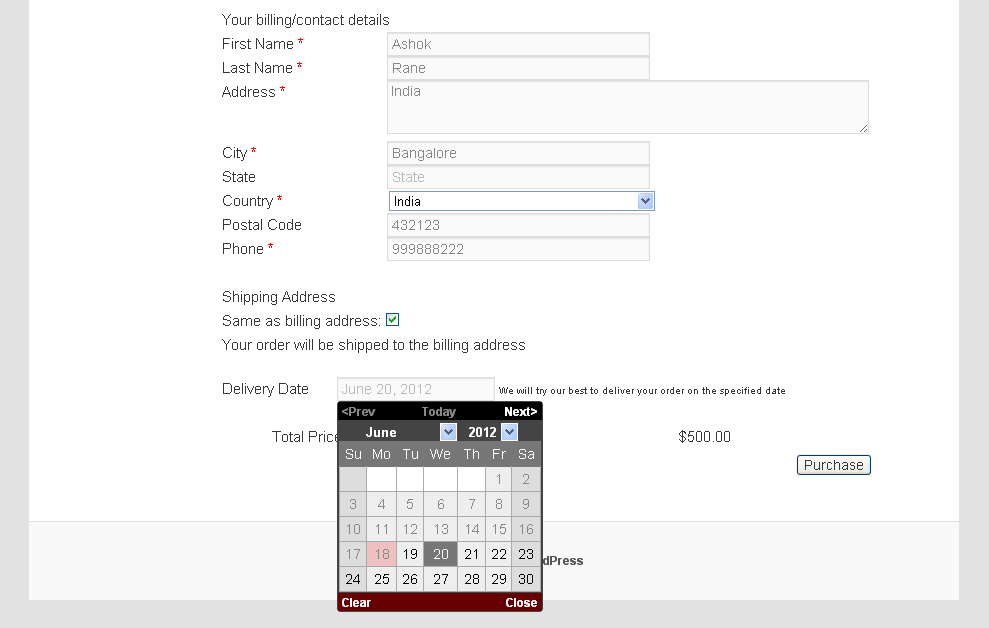 Your billing/contact details
First Name * Ashok
Last Name * Rane
Address * India
City * Bangalore
State State
Country * India
Postal Code 432123
Phone * 999888222
Shipping Address
Same as billing address:
Your order will be shipped to the billing address
Delivery Date June 20, 2012 We will try our best to deliver your order on the specified date
<Prev Today Next>
Total Price $500.00
June 2012
Su Mo Tu We Th Fr Sa
Purchase
1 2
3 4 5 6 7 8 9
10 11 12 13 14 15 16
17 18 19 20 21 22 23
dPress
24 25 26 27 28 29 30
Clear Close